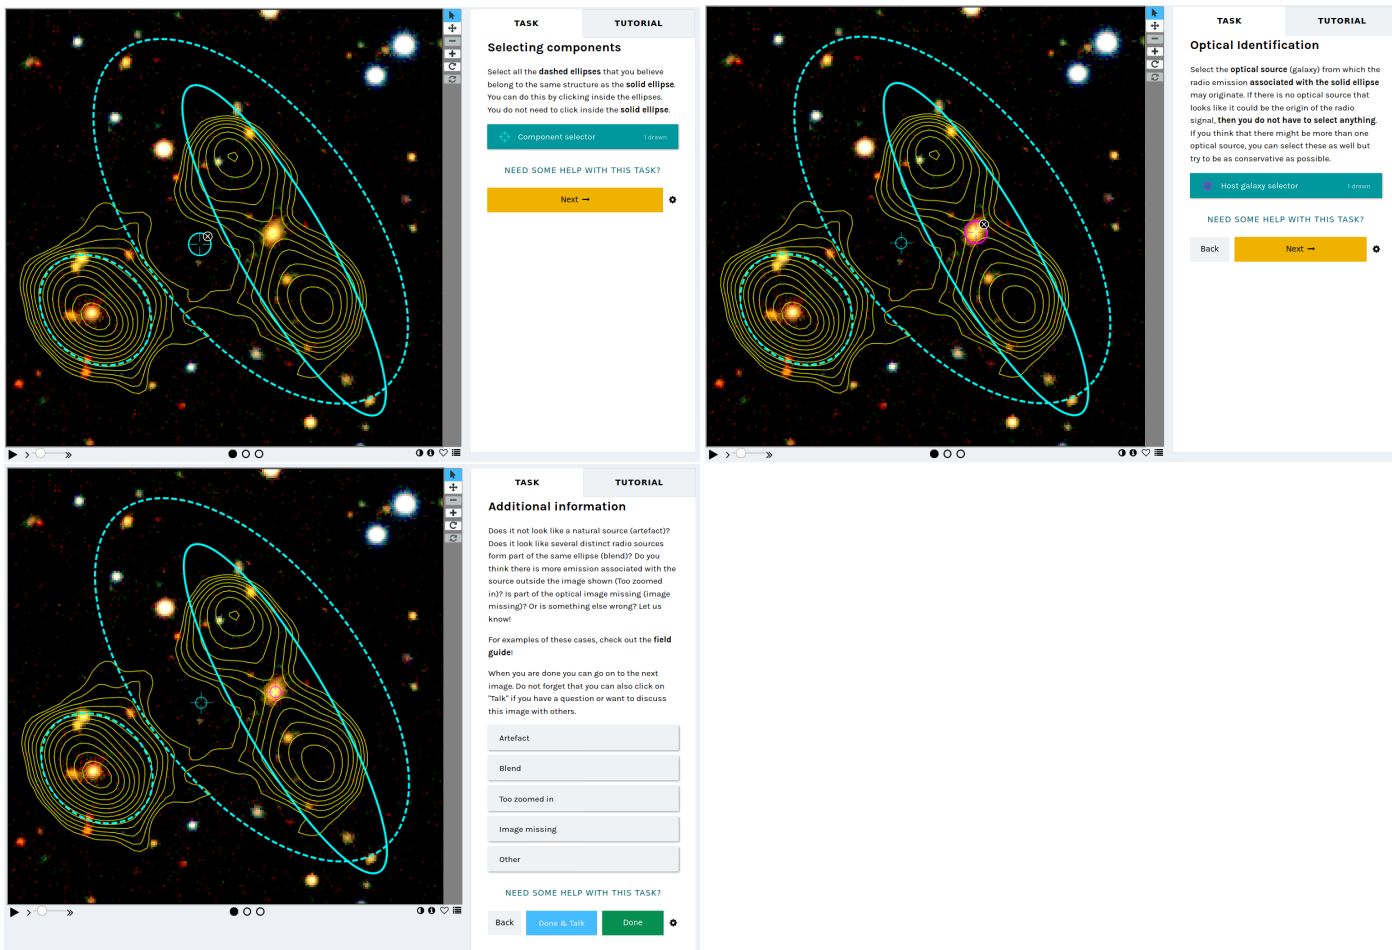 TASK
TUTORIAL
Selecting components
Select all the dashed ellipses that you believe
belong to the same structure as the solid ellipse.
You can do this by clicking inside the ellipses.
You do not need to click inside the solid ellipse.
Component selector
1 drawn
NEED SOME HELP WITH THIS TASK?
Next →
TASK
TUTORIAL
Optical Identification
Select the optical source (galaxy) from which the
radio emission associated with the solid ellipse
may originate. If there is no optical source that
looks like it could be the origin of the radio
signal, then you do not have to select anything.
If you think that there might be more than one
optical source, you can select these as well but
try to be as conservative as possible.
Host galaxy selector
1 drawn
NEED SOME HELP WITH THIS TASK?
Back
Next →
TASK
TUTORIAL
Additional information
Does it not look like a natural source (artefact)?
Does it look like several distinct radio sources
form part of the same ellipse (blend)? Do you
think there is more emission associated with the
source outside the image shown (Too zoomed
in)? Is part of the optical image missing (image
missing)? Or is something else wrong? Let us
know!
For examples of these cases, check out the field
guide!
When you are done you can go on to the next
image. Do not forget that you can also click on
"Talk" if you have a question or want to discuss
this image with others.
Artefact
Blend
Too zoomed in
Image missing
Other
NEED SOME HELP WITH THIS TASK?
Back
Done & Talk
Done